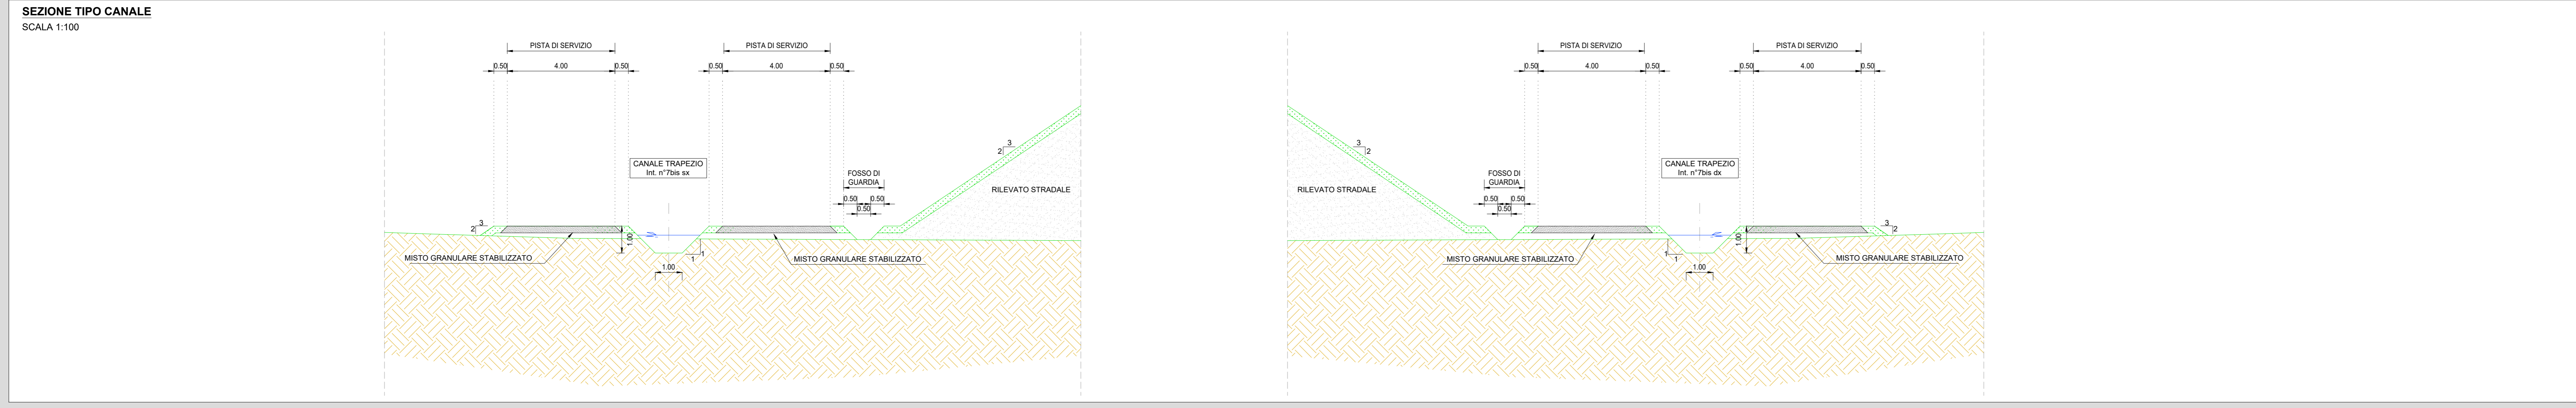 SEZIONE TIPO CANALE
SCALA 1:100
PISTA DI SERVIZIO
0.50 4.00 0.50
PISTA DI SERVIZIO
0.50 4.00 0.50
CANALE TRAPEZIO
Int. n°7bis sx
FOSSO DI
GUARDIA
0.50 0.50
0.50
3
2
RILEVATO STRADALE
3
2
1.00
1
1
MISTO GRANULARE STABILIZZATO
MISTO GRANULARE STABILIZZATO
1.00
PISTA DI SERVIZIO
0.50 4.00 0.50
PISTA DI SERVIZIO
0.50 4.00 0.50
3
2
RILEVATO STRADALE
FOSSO DI
GUARDIA
0.50 0.50
0.50
CANALE TRAPEZIO
Int. n°7bis dx
3
2
1.00
1
1
MISTO GRANULARE STABILIZZATO
MISTO GRANULARE STABILIZZATO
1.00